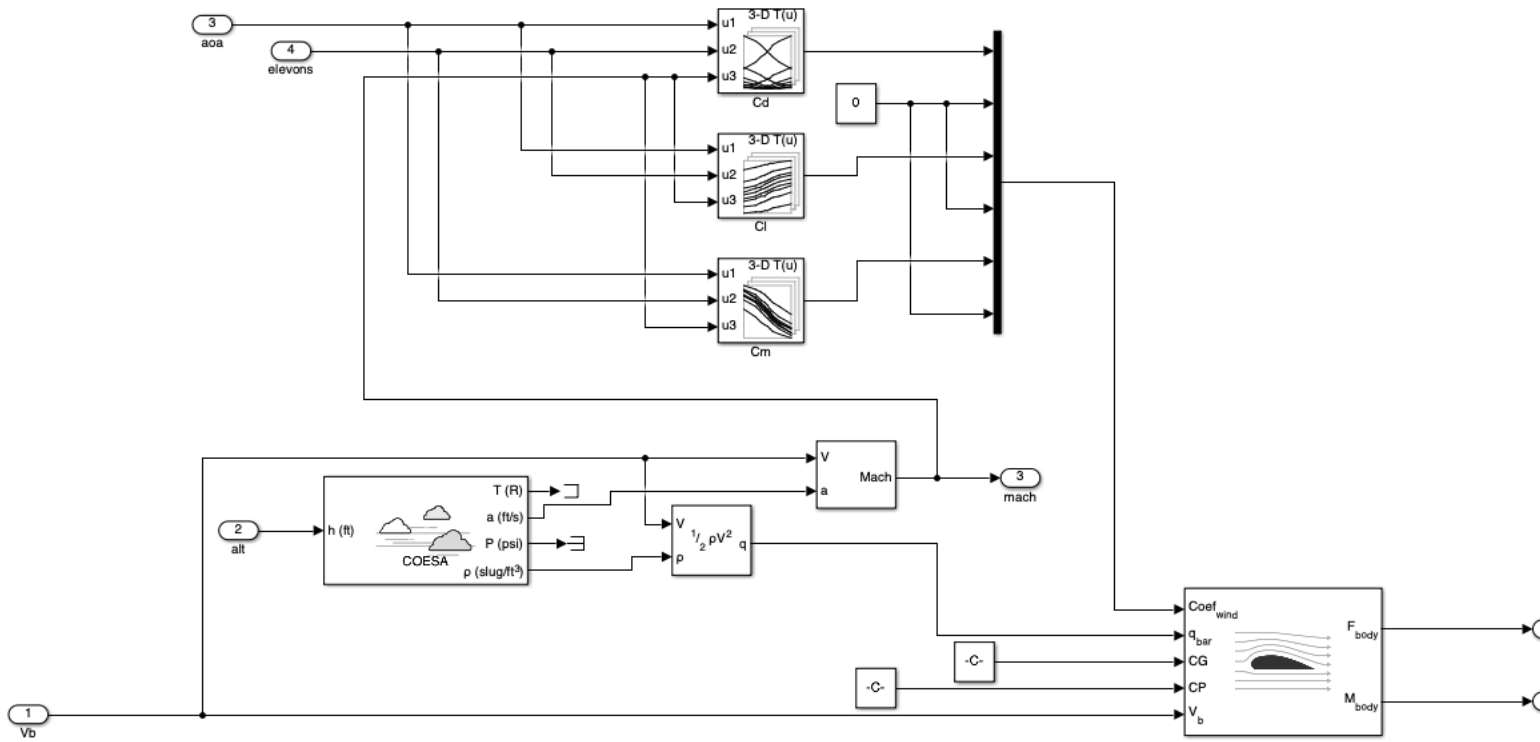 3
aoa
4
elevons
3-D T(u)
u1
u2
u3
Cd
0
3-D T(u)
u1
u2
u3
Cl
3-D T(u)
u1
u2
u3
Cm
V
a
Mach
3
mach
2
alt
h (ft)
COESA
T (R)
a (ft/s)
P (psi)
ρ (slug/ft³)
V
ρ
1/2 ρV²
q
Coef_wind
q_bar
CG
CP
V_b
F_body
M_body
-C-
-C-
1
Vb